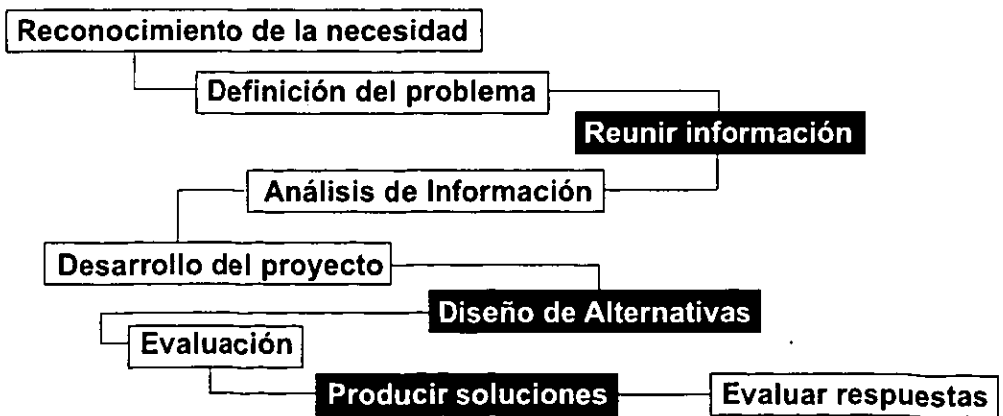 Reconocimiento de la necesidad
Definición del problema
Reunir información
Análisis de Información
Desarrollo del proyecto
Diseño de Alternativas
Evaluación
Producir soluciones
Evaluar respuestas